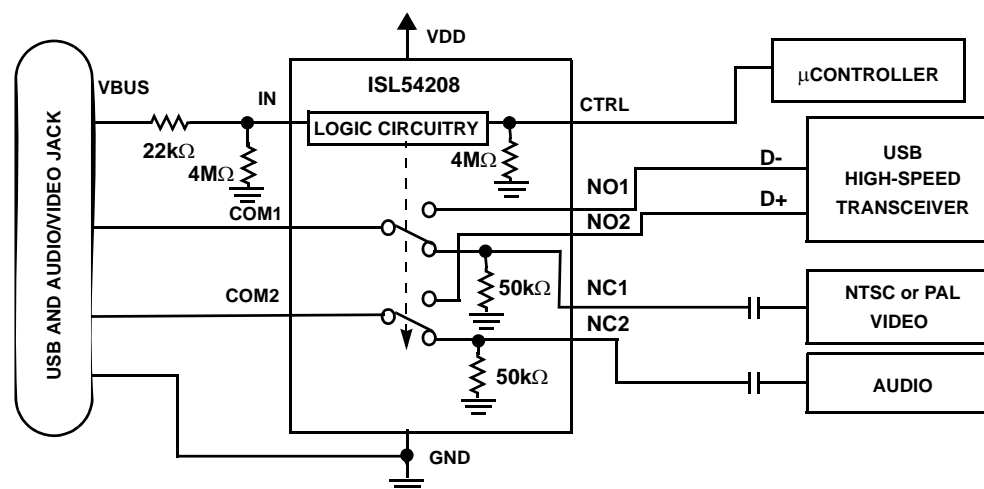 VDD
ISL54208
µCONTROLLER
VBUS
IN
CTRL
LOGIC CIRCUITRY
22kΩ
4MΩ
4MΩ
USB AND AUDIO/VIDEO JACK
D-
USB
HIGH-SPEED
TRANSCEIVER
NO1
D+
COM1
NO2
50kΩ
NC1
NTSC or PAL
VIDEO
COM2
NC2
50kΩ
AUDIO
GND